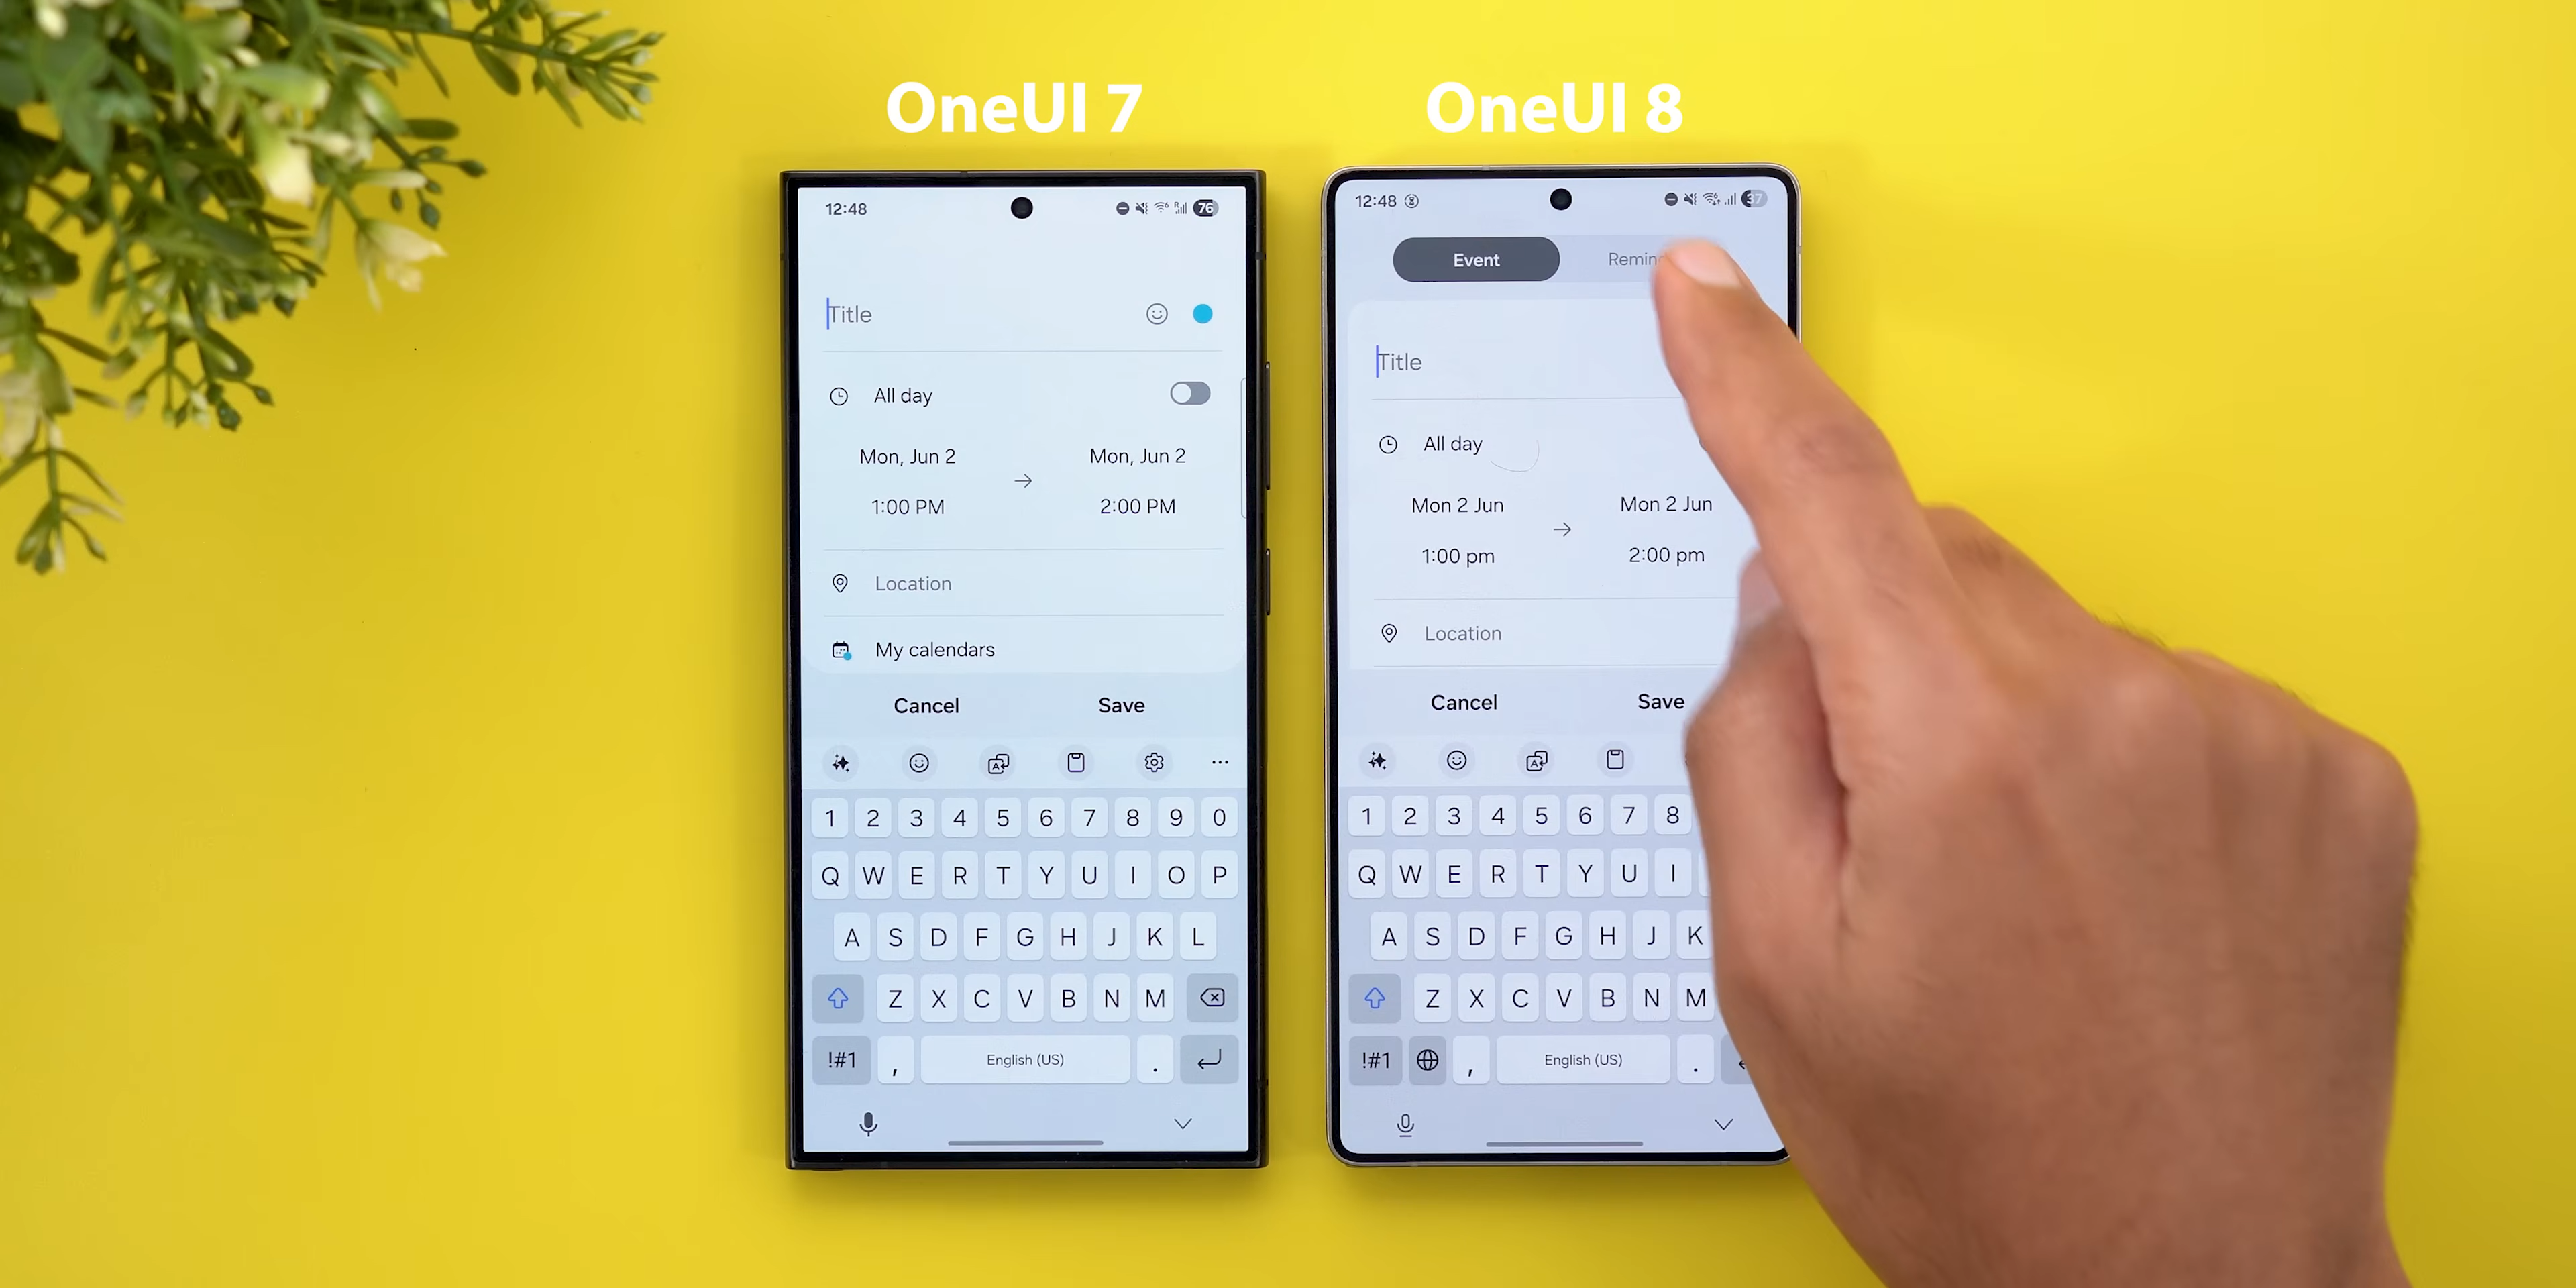 OneUI 7
12:48
76
Title
All day
Mon, Jun 2
Mon, Jun 2
1:00 PM
2:00 PM
Location
My calendars
Cancel
Save
1 2 3 4 5 6 7 8 9 0
Q W E R T Y U I O P
A S D F G H J K L
Z X C V B N M
!#1 , English (US) .
OneUI 8
12:48
37
Event
Title
All day
Mon 2 Jun
Mon 2 Jun
1:00 pm
2:00 pm
Location
Cancel
Save
1 2 3 4 5 6 7 8
Q W E R T Y U I
A S D F G H J K
Z X C V B N M
!#1 , English (US) .